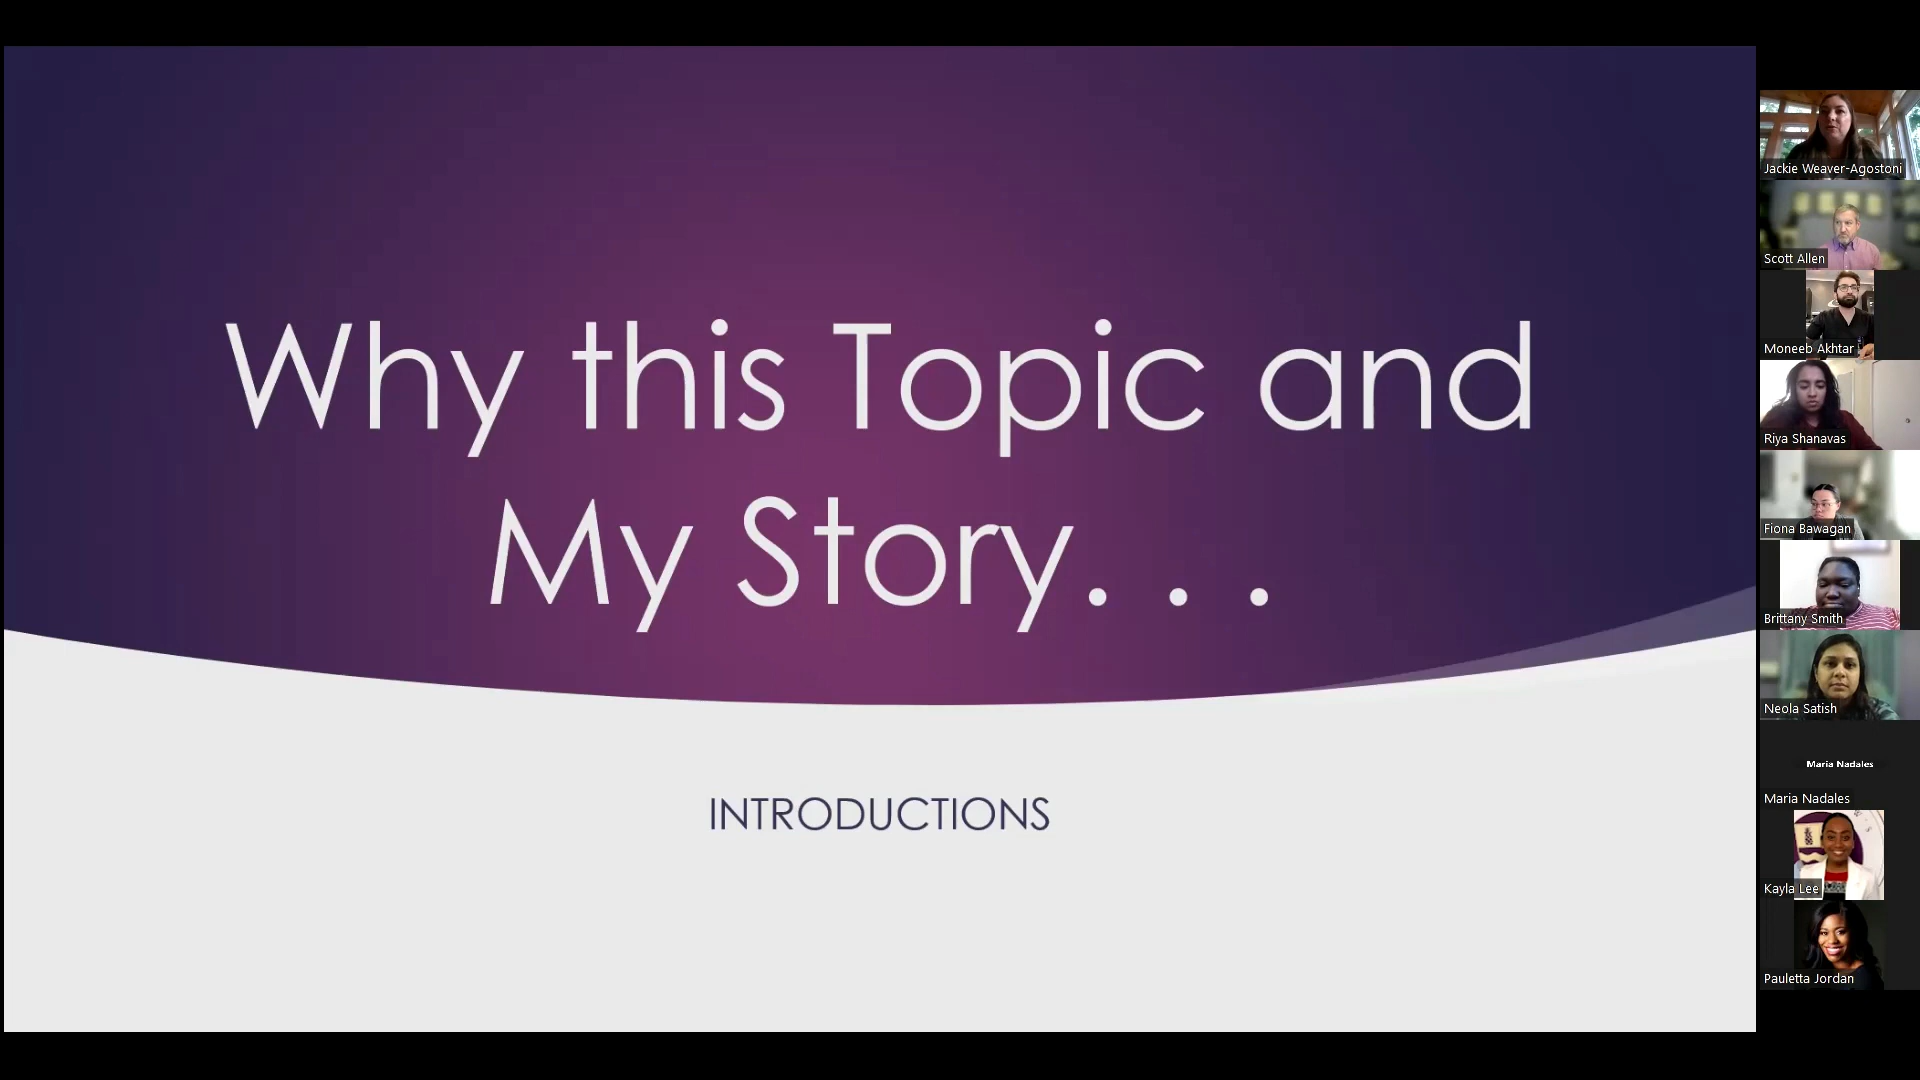 Why this Topic and
My Story. . .
INTRODUCTIONS
Jackie Weaver-Agostoni
Scott Allen
Moneeb Akhtar
Riya Shanavas
Fiona Bawagan
Brittany Smith
Neola Satish
Maria Nadales
Maria Nadales
Kayla Lee
Pauletta Jordan